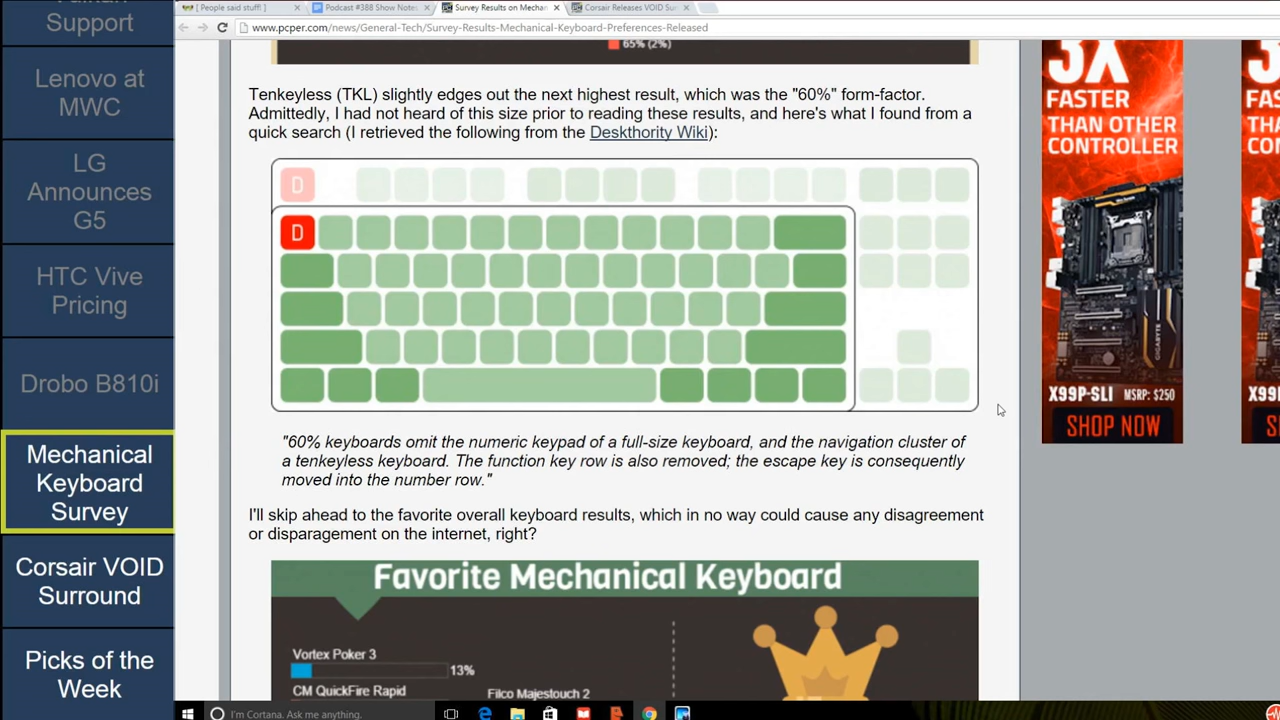 Support
Lenovo at
MWC
LG
Announces
G5
HTC Vive
Pricing
Drobo B810i
Mechanical
Keyboard
Survey
Corsair VOID
Surround
Picks of the
Week
[ People said stuff! ]
Podcast #388 Show Notes
Survey Results on Mechan
Corsair Releases VOID Sur
www.pcper.com/news/General-Tech/Survey-Results-Mechanical-Keyboard-Preferences-Released
65% (2%)
Tenkeyless (TKL) slightly edges out the next highest result, which was the "60%" form-factor.
Admittedly, I had not heard of this size prior to reading these results, and here's what I found from a
quick search (I retrieved the following from the Deskthority Wiki):
D
D
"60% keyboards omit the numeric keypad of a full-size keyboard, and the navigation cluster of
a tenkeyless keyboard. The function key row is also removed; the escape key is consequently
moved into the number row."
I'll skip ahead to the favorite overall keyboard results, which in no way could cause any disagreement
or disparagement on the internet, right?
Favorite Mechanical Keyboard
Vortex Poker 3
13%
CM QuickFire Rapid
Filco Majestouch 2
3X
FASTER
THAN OTHER
CONTROLLER
GIGABYTE
X99P-SLI MSRP: $250
SHOP NOW
I'm Cortana. Ask me anything.